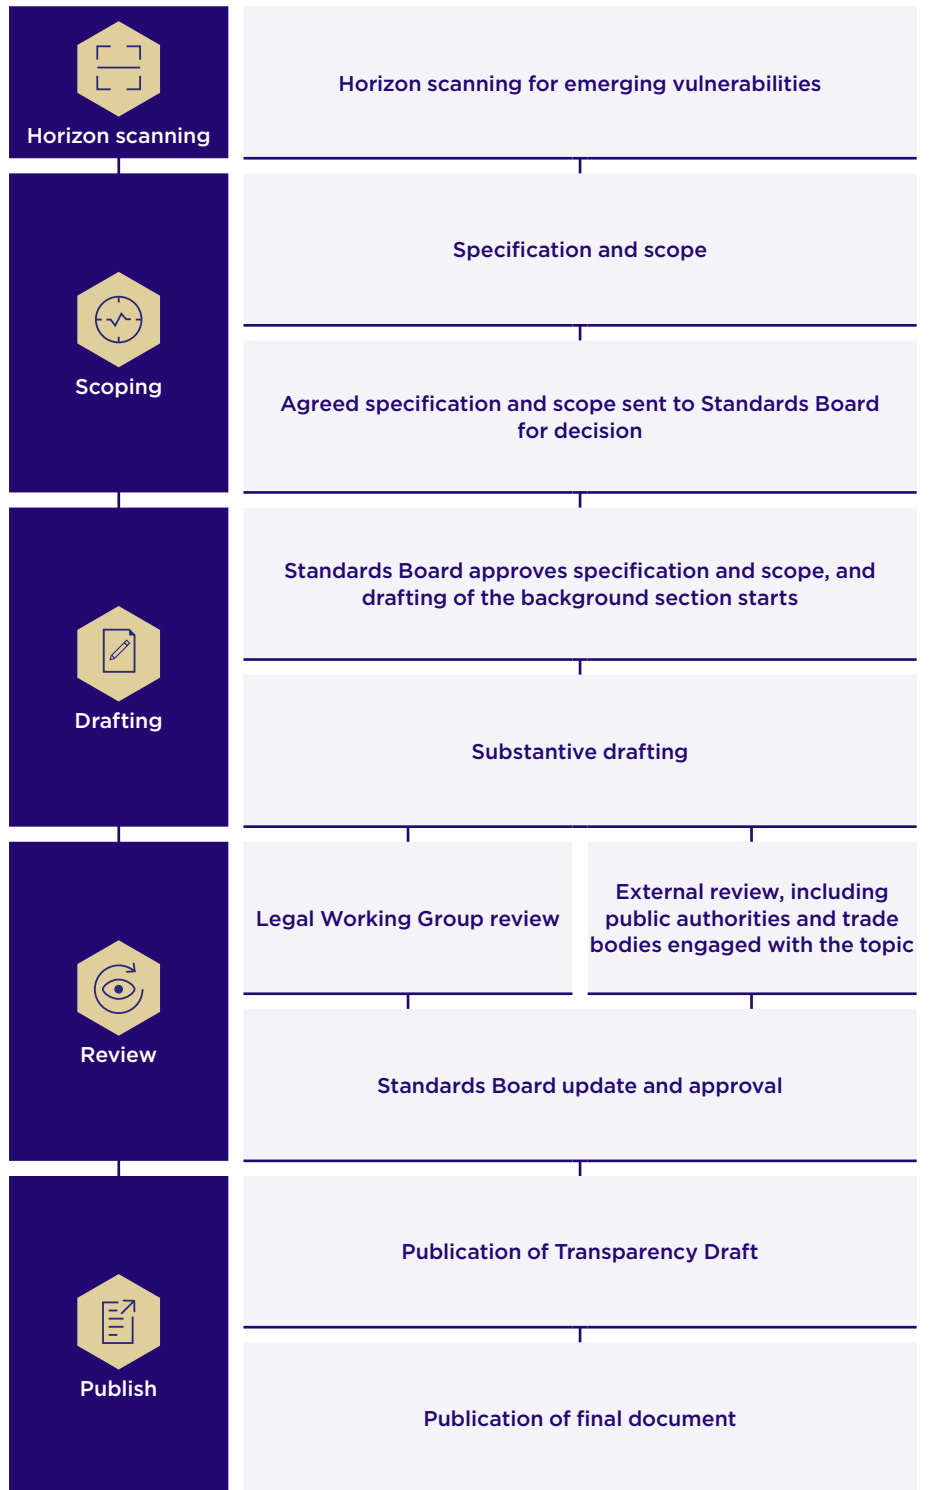 Horizon scanning
Horizon scanning for emerging vulnerabilities
Scoping
Specification and scope
Agreed specification and scope sent to Standards Board
for decision
Drafting
Standards Board approves specification and scope, and
drafting of the background section starts
Substantive drafting
Review
Legal Working Group review
External review, including
public authorities and trade
bodies engaged with the topic
Standards Board update and approval
Publish
Publication of Transparency Draft
Publication of final document